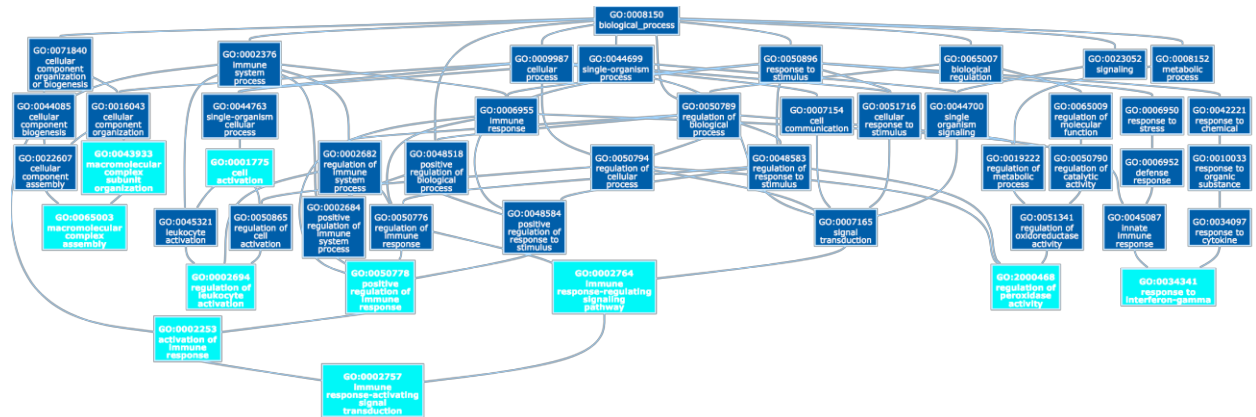 GO:0008150
biological_process
GO:0071840
cellular
component
organization
or biogenesis
GO:0002376
immune
system
process
GO:0009987
cellular
process
GO:0044699
single-organism
process
GO:0050896
response to
stimulus
GO:0065007
biological
regulation
GO:0023052
signaling
GO:0008152
metabolic
process
GO:0044085
cellular
component
biogenesis
GO:0016043
cellular
component
organization
GO:0044763
single-organism
cellular
process
GO:0006955
immune
response
GO:0050789
regulation of
biological
process
GO:0007154
cell
communication
GO:0051716
cellular
response to
stimulus
GO:0044700
single
organism
signaling
GO:0065009
regulation of
molecular
function
GO:0006950
response to
stress
GO:0042221
response to
chemical
GO:0022607
cellular
component
assembly
GO:0043933
macromolecular
complex
subunit
organization
GO:0001775
cell
activation
GO:0002682
regulation of
immune
system
process
GO:0048518
positive
regulation of
biological
process
GO:0050794
regulation of
cellular
process
GO:0048583
regulation of
response to
stimulus
GO:0019222
regulation of
metabolic
process
GO:0050790
regulation of
catalytic
activity
GO:0006952
defense
response
GO:0010033
response to
organic
substance
GO:0065003
macromolecular
complex
assembly
GO:0045321
leukocyte
activation
GO:0050865
regulation of
cell
activation
GO:0002684
positive
regulation of
immune
system
process
GO:0050776
regulation of
immune
response
GO:0048584
positive
regulation of
response to
stimulus
GO:0007165
signal
transduction
GO:0051341
regulation of
oxidoreductase
activity
GO:0045087
innate
immune
response
GO:0034097
response to
cytokine
GO:0002694
regulation of
leukocyte
activation
GO:0050778
positive
regulation of
immune
response
GO:0002764
immune
response-regulating
signaling
pathway
GO:2000468
regulation of
peroxidase
activity
GO:0034341
response to
interferon-gamma
GO:0002253
activation of
immune
response
GO:0002757
immune
response-activating
signal
transduction